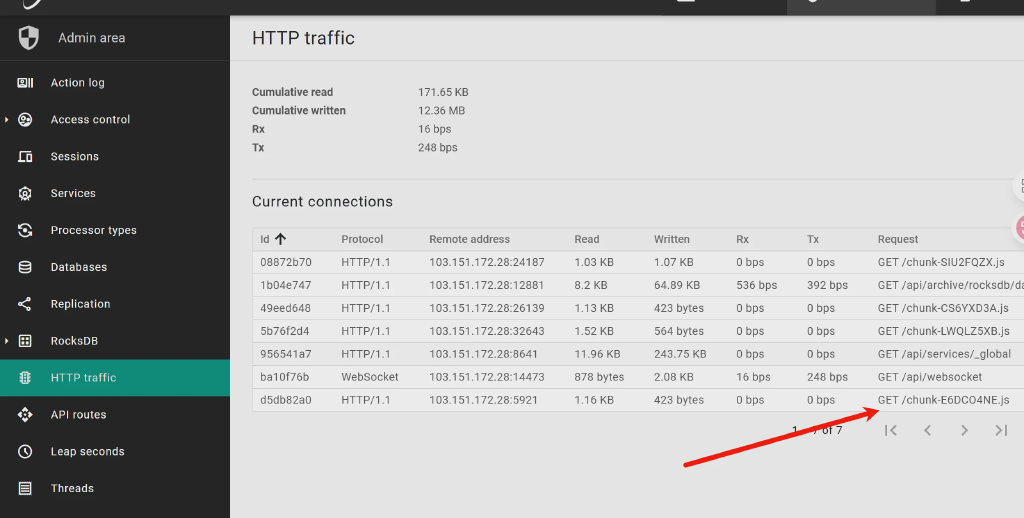 Admin area
HTTP traffic
Action log
Access control
Sessions
Services
Processor types
Databases
Replication
RocksDB
HTTP traffic
API routes
Leap seconds
Threads
Cumulative read 171.65 KB
Cumulative written 12.36 MB
Rx 16 bps
Tx 248 bps
Current connections
Id Protocol Remote address Read Written Rx Tx Request
08872b70 HTTP/1.1 103.151.172.28:24187 1.03 KB 1.07 KB 0 bps 0 bps GET /chunk-SIU2FQZX.js
1b04e747 HTTP/1.1 103.151.172.28:12881 8.2 KB 64.89 KB 536 bps 392 bps GET /api/archive/rocksdb/da
49eed648 HTTP/1.1 103.151.172.28:26139 1.13 KB 423 bytes 0 bps 0 bps GET /chunk-CS6YXD3A.js
5b76f2d4 HTTP/1.1 103.151.172.28:32643 1.52 KB 564 bytes 0 bps 0 bps GET /chunk-LWQLZ5XB.js
956541a7 HTTP/1.1 103.151.172.28:8641 11.96 KB 243.75 KB 0 bps 0 bps GET /api/services/_global
ba10f76b WebSocket 103.151.172.28:14473 878 bytes 2.08 KB 16 bps 248 bps GET /api/websocket
d5db82a0 HTTP/1.1 103.151.172.28:5921 1.16 KB 423 bytes 0 bps 0 bps GET /chunk-E6DCO4NE.js
1 – 7 of 7